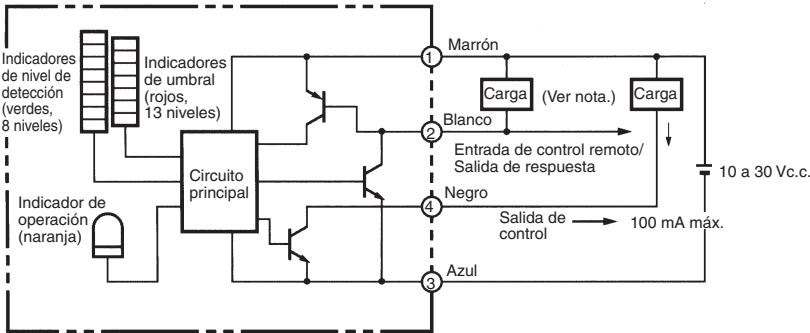 Indicadores
de nivel de
detección
(verdes,
8 niveles)
Indicadores
de umbral
(rojos,
13 niveles)
Indicador de
operación
(naranja)
Circuito
principal
1
Marrón
Carga
(Ver nota.)
Carga
2
Blanco
Entrada de control remoto/
Salida de respuesta
10 a 30 Vc.c.
4
Negro
Salida de
control
100 mA máx.
3
Azul